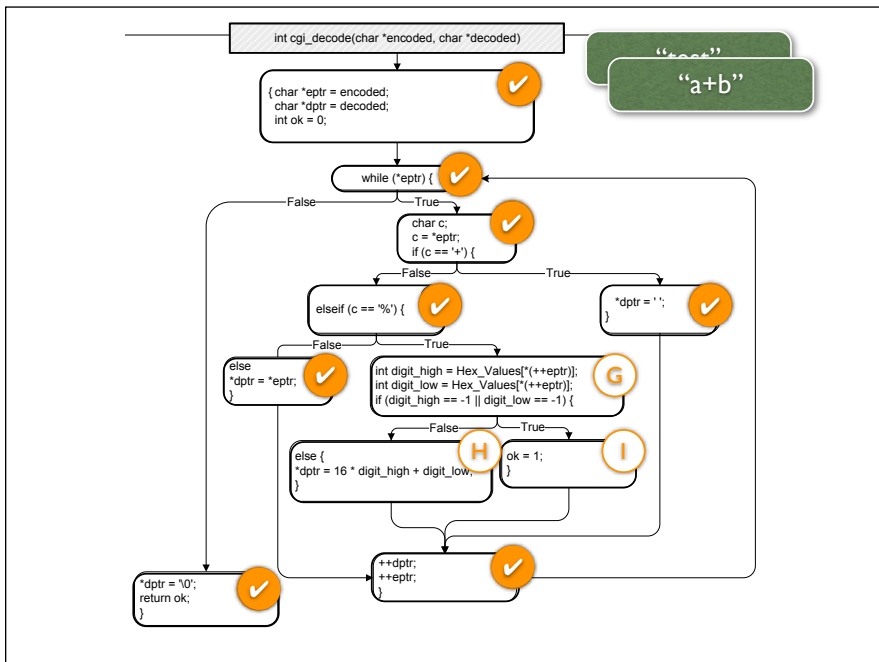 int cgi_decode(char *encoded, char *decoded)
“test”
“a+b”
{ char *eptr = encoded;
char *dptr = decoded;
int ok = 0;
while (*eptr) {
False
True
char c;
c = *eptr;
if (c == '+') {
False
True
elseif (c == '%') {
*dptr = ' ';
}
False
True
else
*dptr = *eptr;
}
int digit_high = Hex_Values[*(++eptr)];
int digit_low = Hex_Values[*(++eptr)];
if (digit_high == -1 || digit_low == -1) {
G
False
True
else {
*dptr = 16 * digit_high + digit_low;
}
H
ok = 1;
}
I
*dptr = '\0';
return ok;
}
++dptr;
++eptr;
}